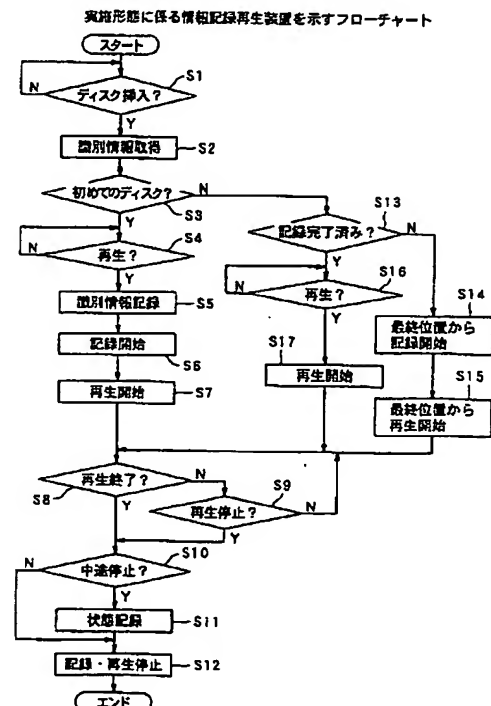 実施形態に係る情報記録再生装置を示すフローチャート
スタート
S1
N
ディスク挿入？
Y
識別情報取得
S2
初めてのディスク？
N
S3
Y
S13
記録完了済み？
N
Y
S4
N
再生？
Y
S16
N
再生？
Y
S14
最終位置から
記録開始
識別情報記録
S5
記録開始
S6
S17
再生開始
S15
最終位置から
再生開始
再生開始
S7
再生終了？
N
S8
Y
S9
再生停止？
N
Y
S10
N
中途停止？
Y
状態記録
S11
記録・再生停止
S12
エンド